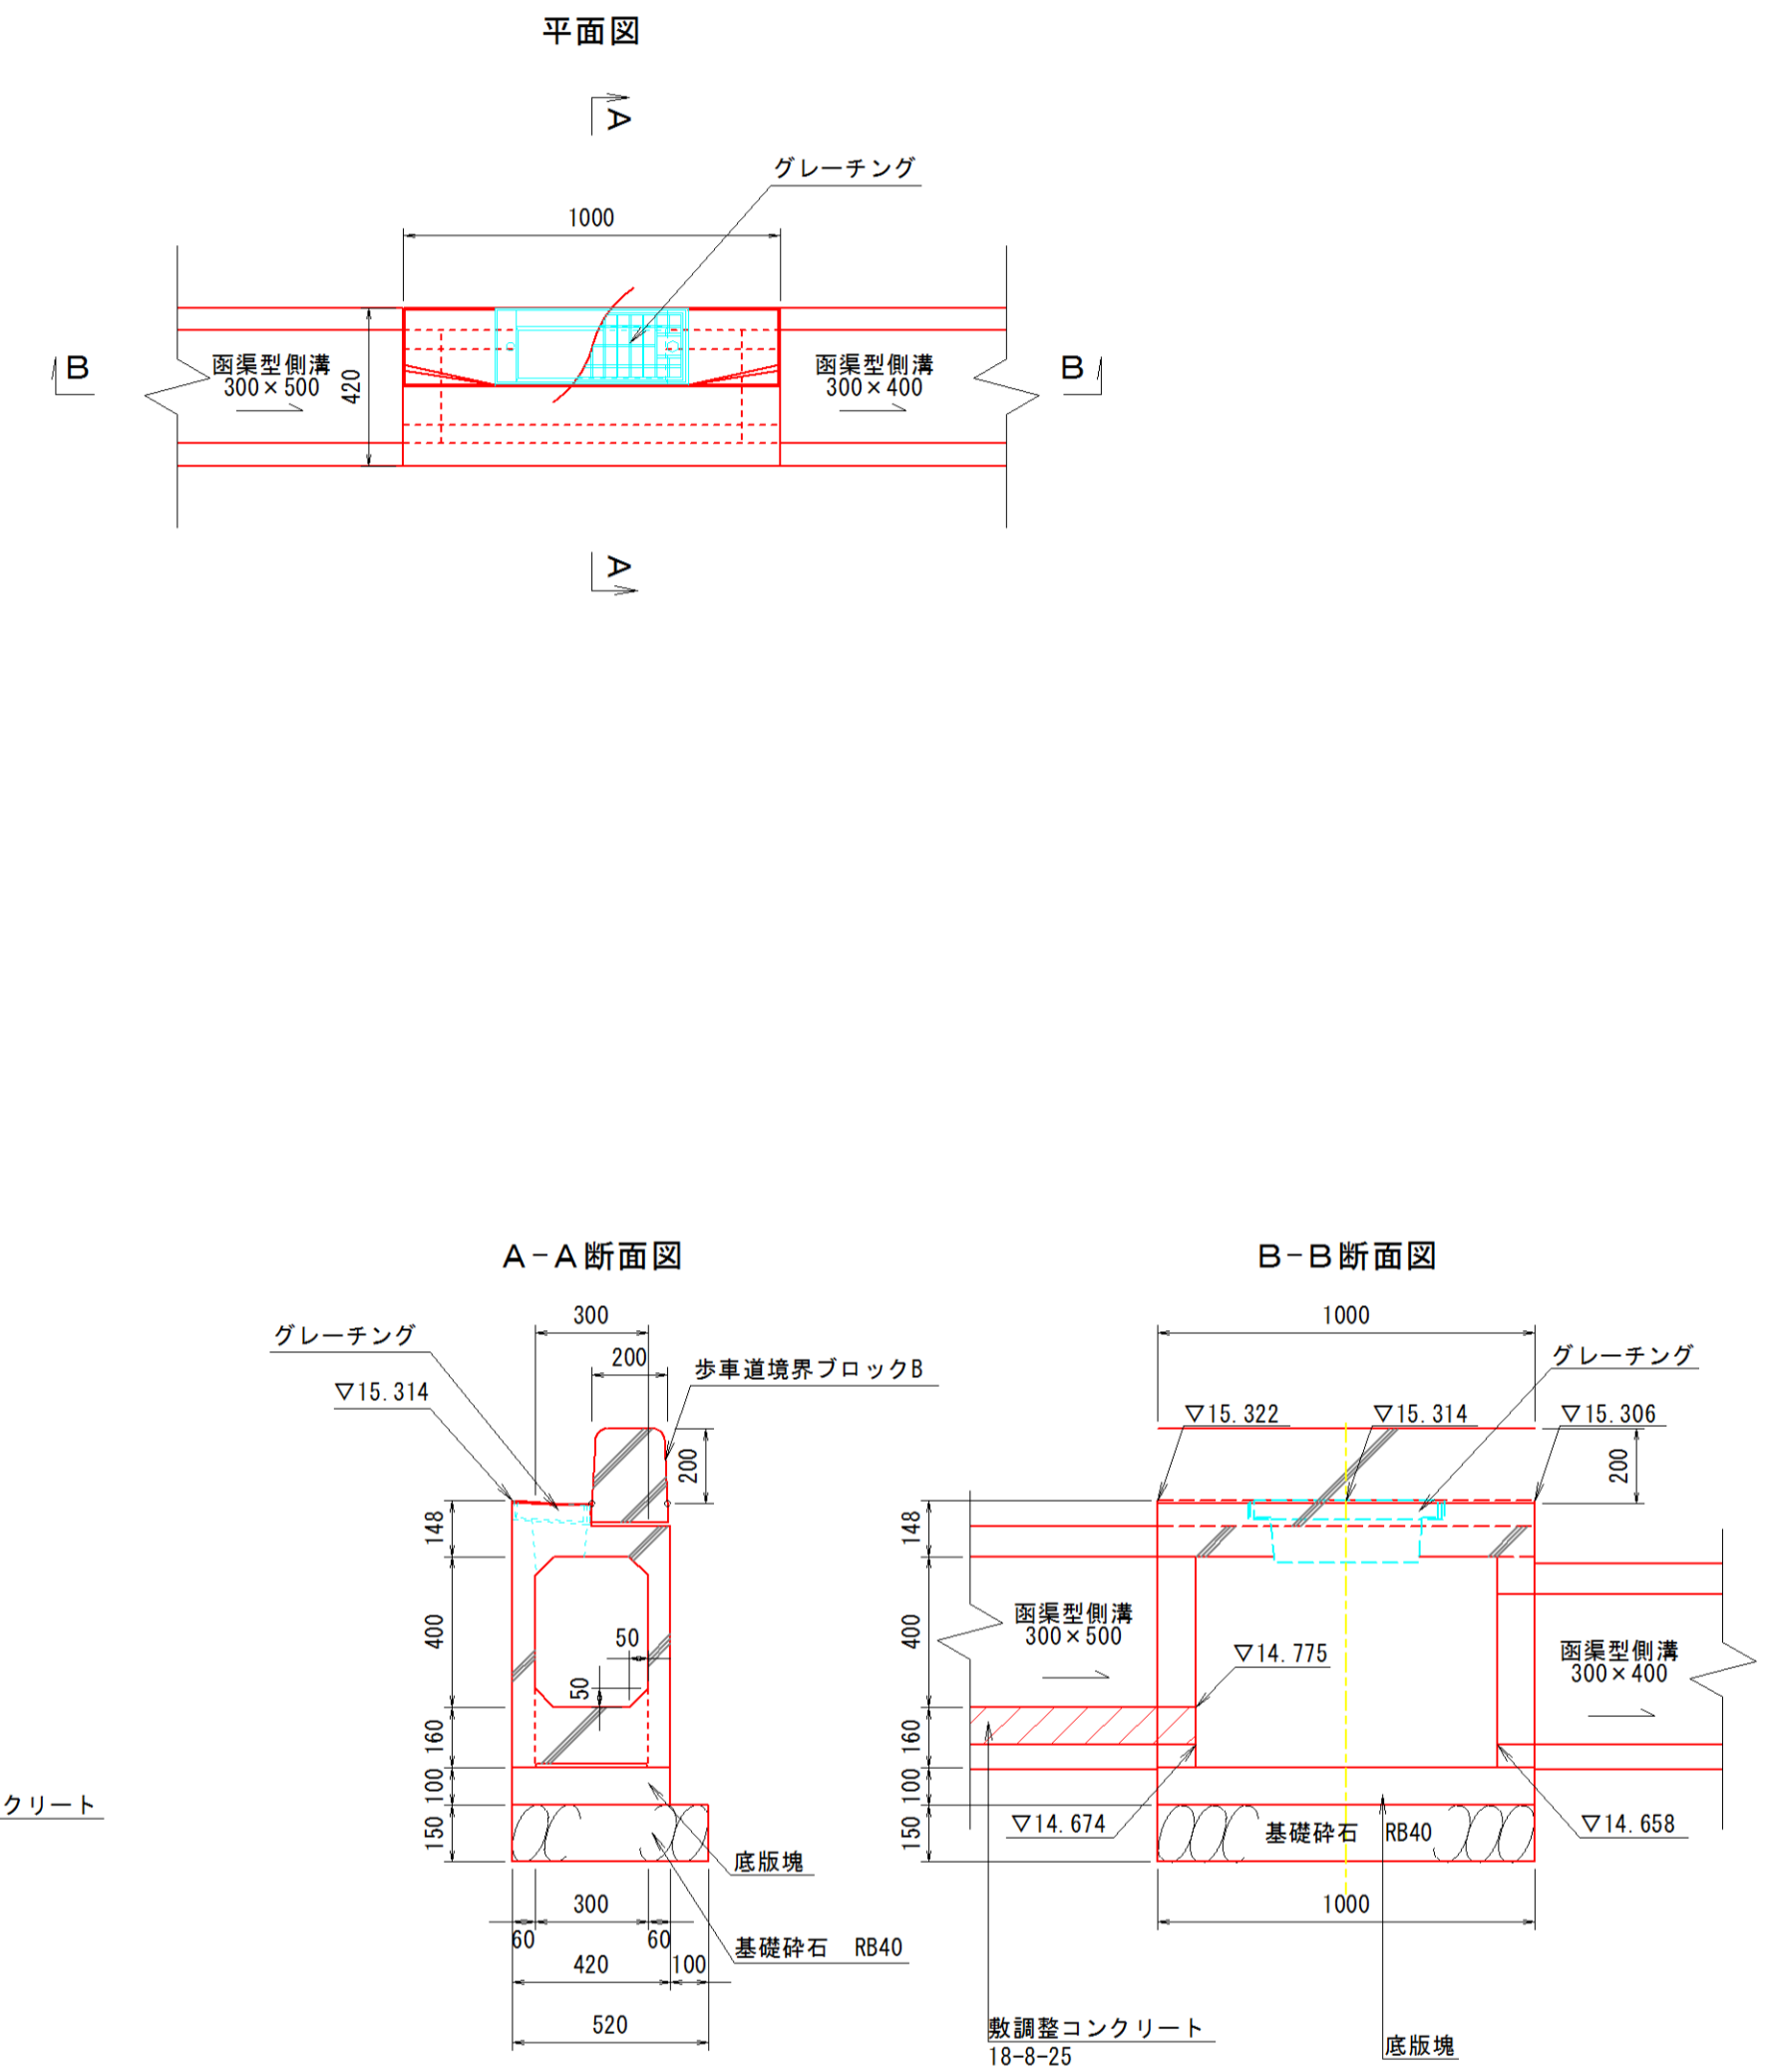 平面図
A
グレーチング
1000
B
函渠型側溝
300×500
420
函渠型側溝
300×400
B
A
A-A断面図
300
グレーチング
200
歩車道境界ブロックB
▽15.314
200
148
400
50
50
160
100
150
クリート
底版塊
300
60
60
基礎砕石 RB40
420
100
520
B-B断面図
1000
グレーチング
▽15.322
▽15.314
▽15.306
200
148
400
函渠型側溝
300×500
▽14.775
函渠型側溝
300×400
160
100
150
▽14.674
基礎砕石 RB40
▽14.658
1000
敷調整コンクリート
18-8-25
底版塊